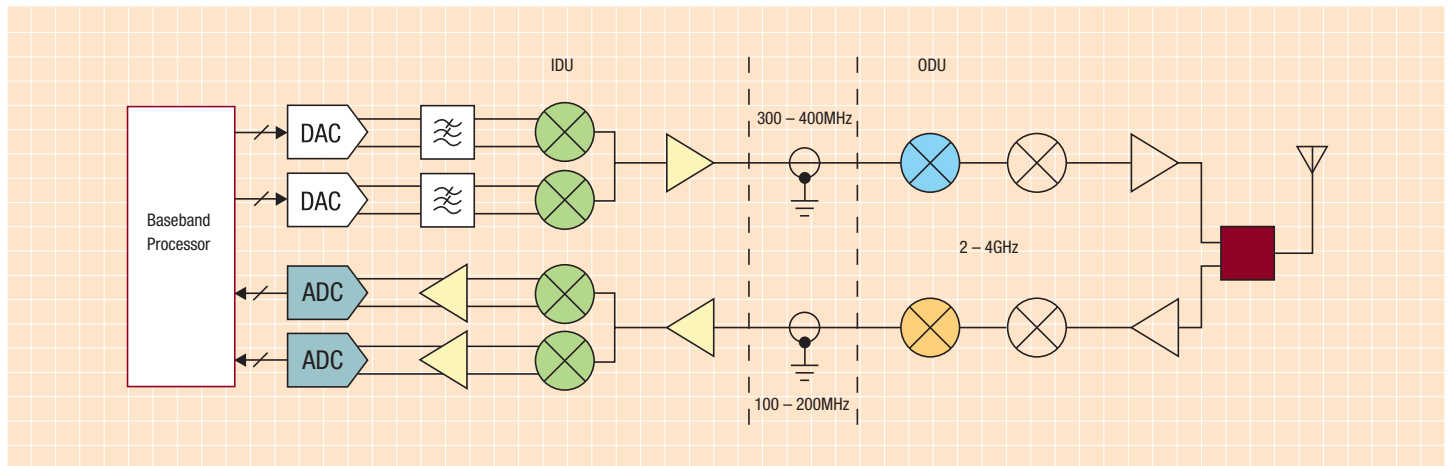 IDU
ODU
300 – 400MHz
DAC
DAC
Baseband
Processor
2 – 4GHz
ADC
ADC
100 – 200MHz